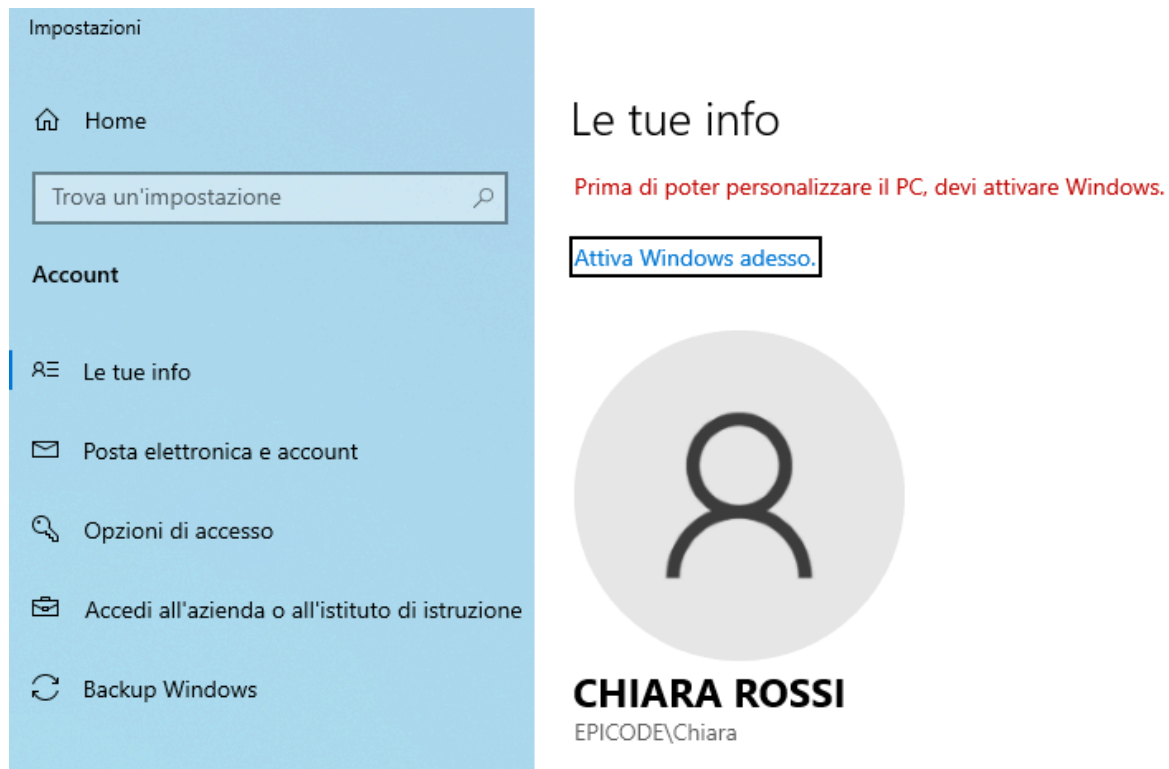 Impostazioni
Home
Trova un'impostazione
Account
Le tue info
Posta elettronica e account
Opzioni di accesso
Accedi all'azienda o all'istituto di istruzione
Backup Windows
Le tue info
Prima di poter personalizzare il PC, devi attivare Windows.
Attiva Windows adesso.
CHIARA ROSSI
EPICODE\Chiara